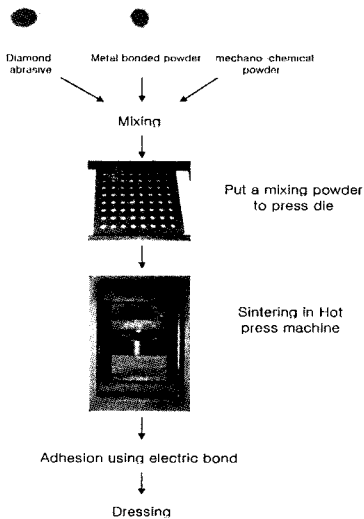 Diamond
abrasive
Metal bonded powder
mechano-chemical
powder
Mixing
Put a mixing powder
to press die
Sintering in Hot
press machine
Adhesion using electric bond
Dressing